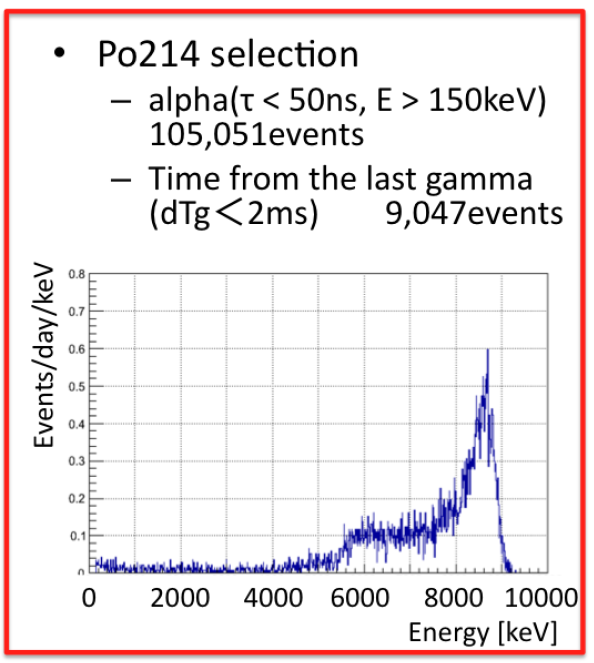 • Po214 selection
– alpha(τ < 50ns, E > 150keV)
105,051events
– Time from the last gamma
(dTg＜2ms) 9,047events
Events/day/keV
0.8
0.7
0.6
0.5
0.4
0.3
0.2
0.1
0
0 2000 4000 6000 8000 10000
Energy [keV]